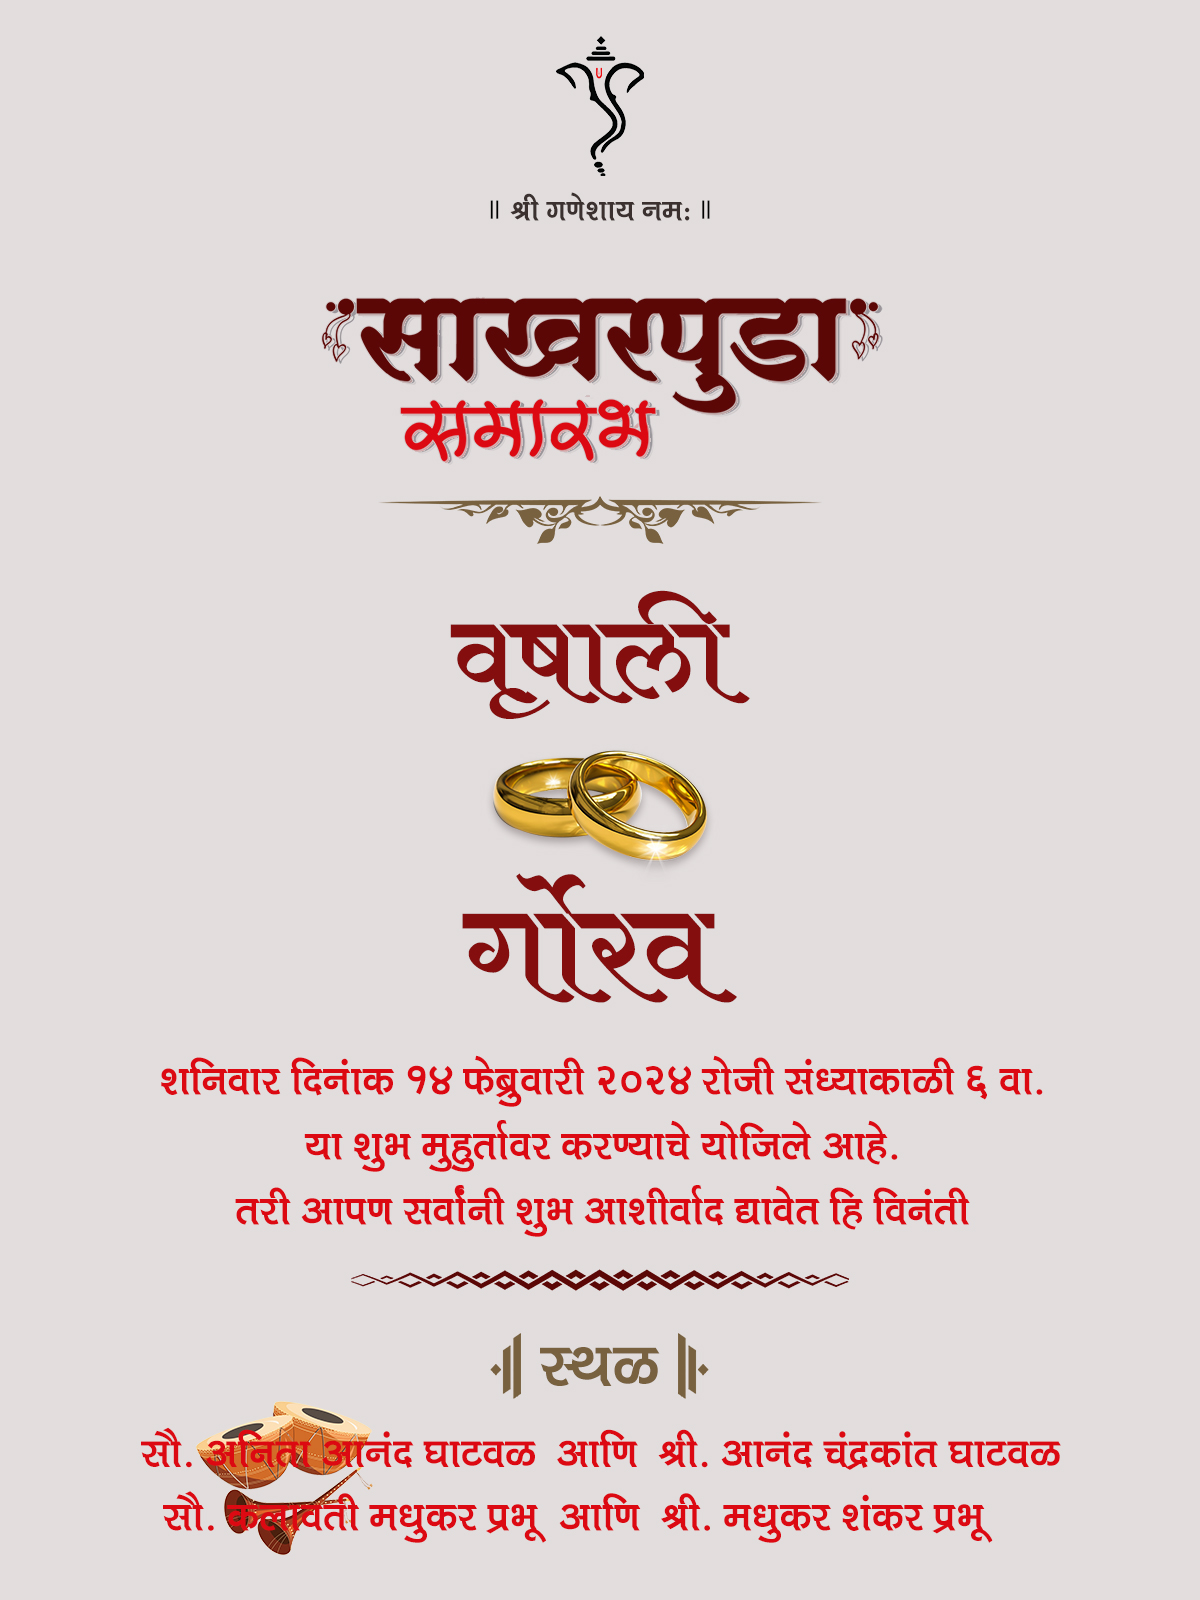 ॥ श्री गणेशाय नमः ॥
साखरपुडा
समारभ
वृषाली
गौरव
शनिवार दिनांक १४ फेब्रुवारी २०२४ रोजी संध्याकाळी ६ वा.
या शुभ मुहुर्तावर करण्याचे योजिले आहे.
तरी आपण सर्वांनी शुभ आशीर्वाद द्यावेत हि विनंती
स्थळ
सौ. अनिता आनंद घाटवळ आणि श्री. आनंद चंद्रकांत घाटवळ
सौ. कलावती मधुकर प्रभू आणि श्री. मधुकर शंकर प्रभू